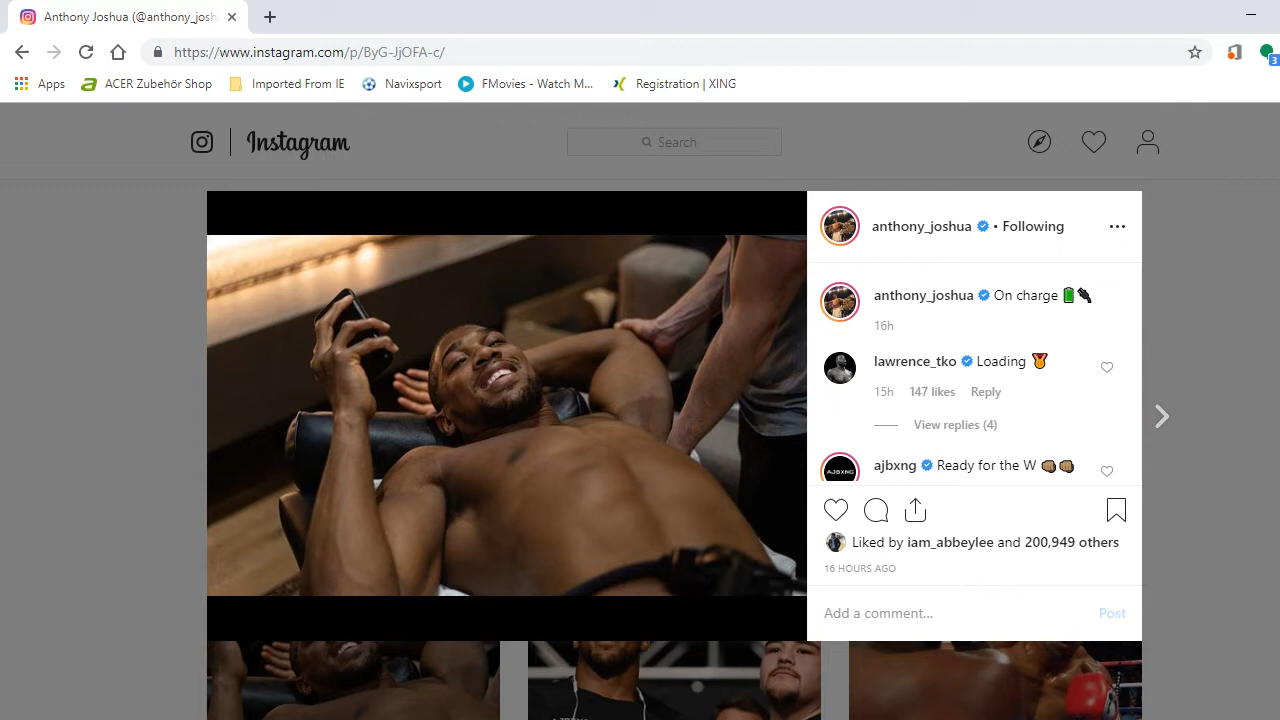 Anthony Joshua (@anthony_josh
https://www.instagram.com/p/ByG-JjOFA-c/
3
Apps
ACER Zubehör Shop
Imported From IE
Navixsport
FMovies - Watch M...
Registration | XING
Instagram
Search
anthony_joshua • Following
anthony_joshua On charge 🔋🔌
16h
lawrence_tko Loading 🏅
15h 147 likes Reply
View replies (4)
AJBXNG
ajbxng Ready for the W 👊🏽👊🏽
Liked by iam_abbeylee and 200,949 others
16 HOURS AGO
Add a comment... Post